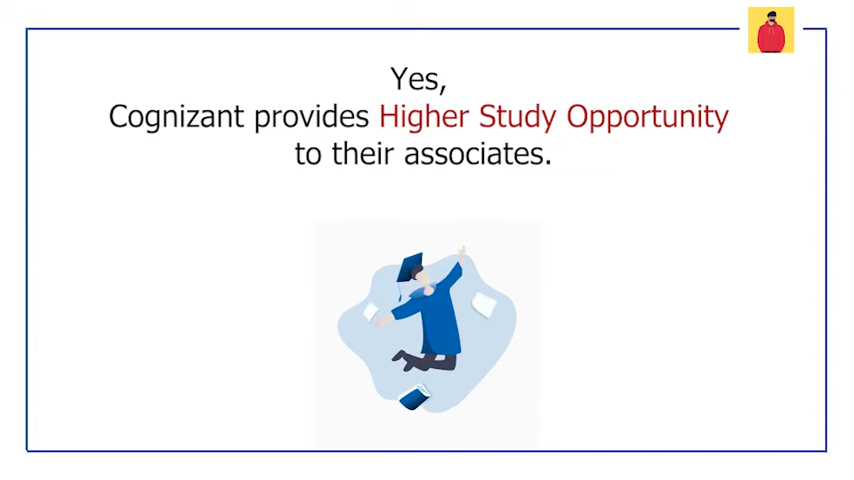 Yes,
Cognizant provides Higher Study Opportunity
to their associates.